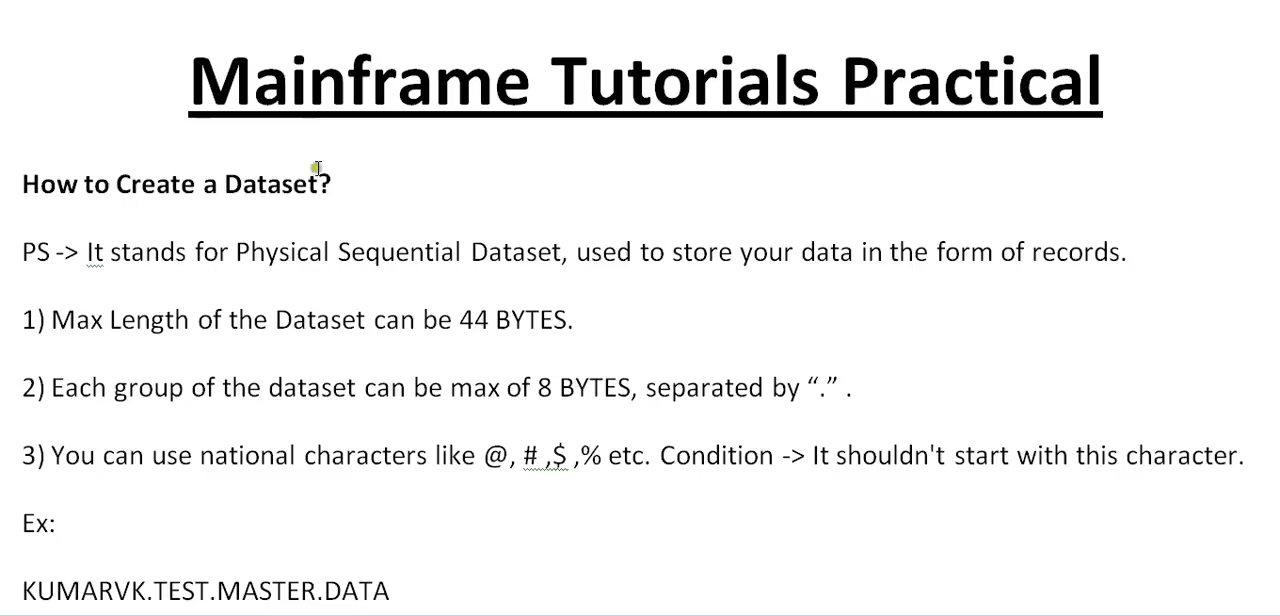 Mainframe Tutorials Practical
How to Create a Dataset?
PS -> It stands for Physical Sequential Dataset, used to store your data in the form of records.
1) Max Length of the Dataset can be 44 BYTES.
2) Each group of the dataset can be max of 8 BYTES, separated by “.” .
3) You can use national characters like @, # ,$ ,% etc. Condition -> It shouldn't start with this character.
Ex:
KUMARVK.TEST.MASTER.DATA